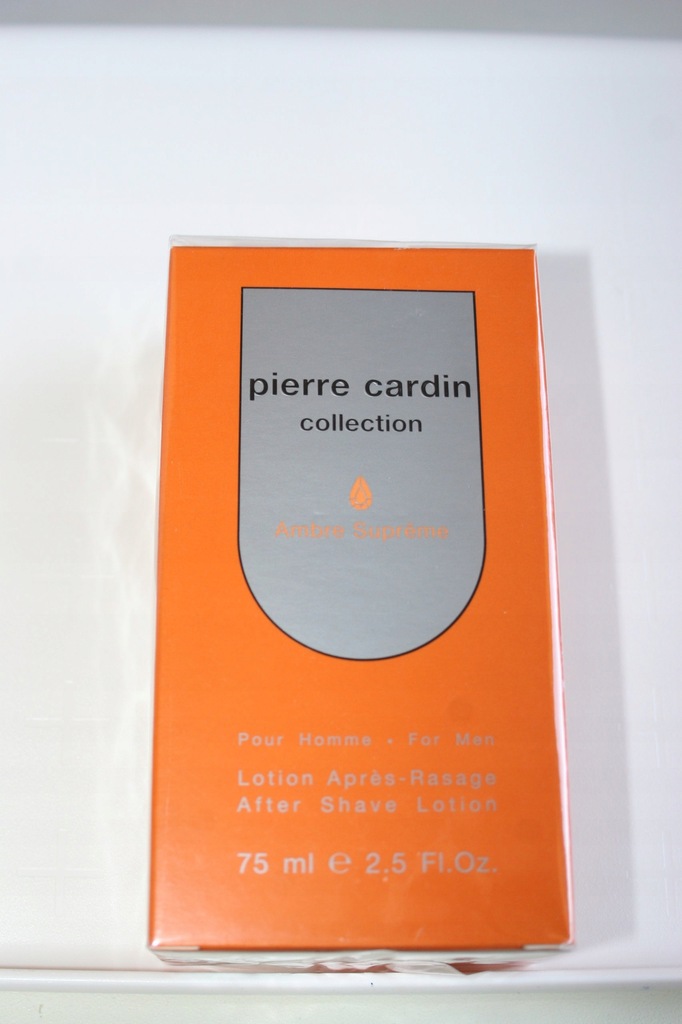 pierre cardin
collection
Ambre Suprême
Pour Homme • For Men
Lotion Après-Rasage
After Shave Lotion
75 ml ℮ 2.5 Fl.Oz.